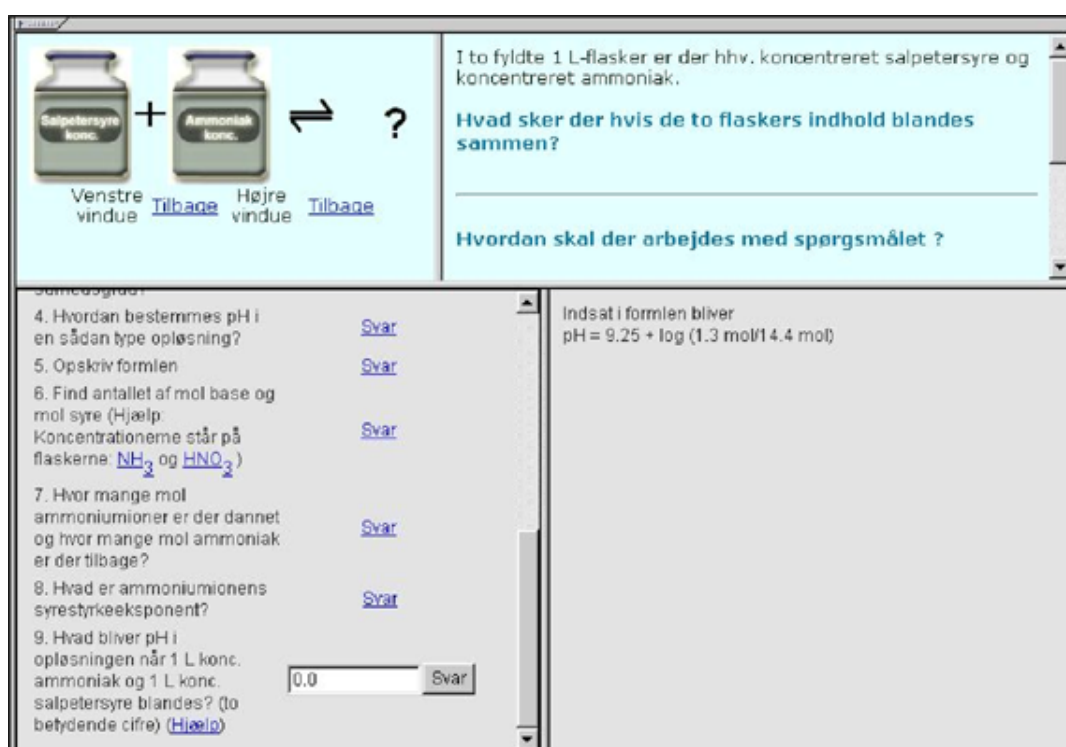 Salpetersyre
konc.
+
Ammoniak
konc.
⇌
?
Venstre
vindue
Tilbage
Højre
vindue
Tilbage
I to fyldte 1 L-flasker er der hhv. koncentreret salpetersyre og
koncentreret ammoniak.
Hvad sker der hvis de to flaskers indhold blandes
sammen?
Hvordan skal der arbejdes med spørgsmålet ?
4. Hvordan bestemmes pH i
en sådan type opløsning?
Svar
5. Opskriv formlen
Svar
6. Find antallet af mol base og
mol syre (Hjælp:
Koncentrationerne står på
flaskerne: NH3 og HNO3)
Svar
7. Hvor mange mol
ammoniumioner er der dannet
og hvor mange mol ammoniak
er der tilbage?
Svar
8. Hvad er ammoniumionens
syrestyrkeeksponent?
Svar
9. Hvad bliver pH i
opløsningen når 1 L konc.
ammoniak og 1 L konc.
salpetersyre blandes? (to
betydende cifre) (Hjælp)
0.0
Svar
Indsat i formlen bliver
pH = 9.25 + log (1.3 mol/14.4 mol)